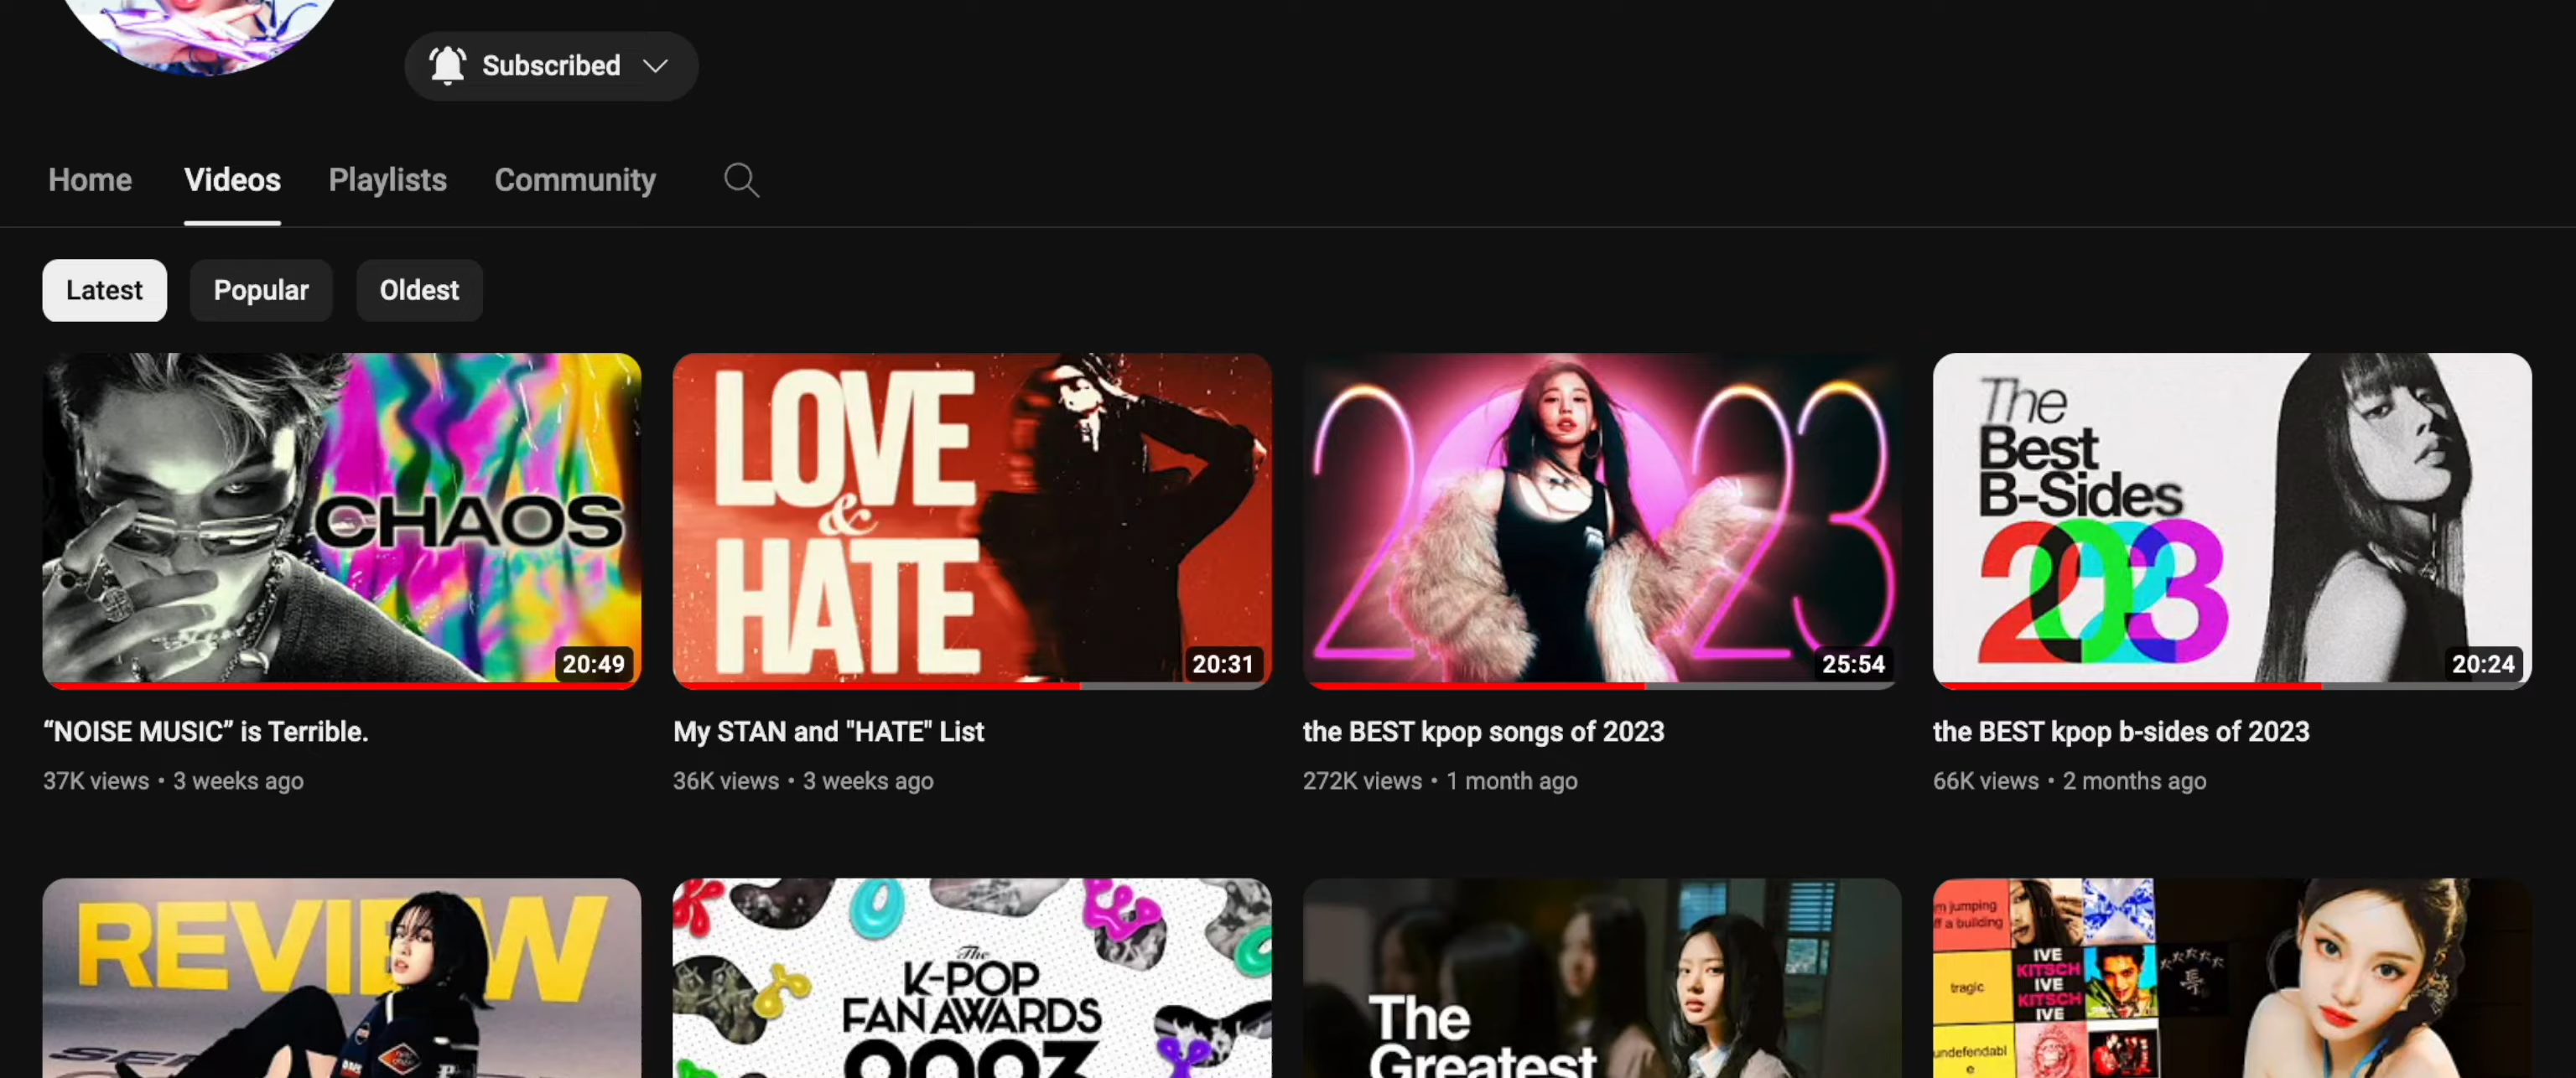 Subscribed
Home Videos Playlists Community
Latest Popular Oldest
CHAOS
20:49
“NOISE MUSIC” is Terrible.
37K views • 3 weeks ago
LOVE
&
HATE
20:31
My STAN and "HATE" List
36K views • 3 weeks ago
2023
25:54
the BEST kpop songs of 2023
272K views • 1 month ago
The
Best
B-Sides
2023
20:24
the BEST kpop b-sides of 2023
66K views • 2 months ago
REVIEW
The
K-POP
FAN AWARDS
2023
The
Greatest
m jumping
ff a building
tragic
undefendabl
e
IVE
KITSCH
IVE
KITSCH
IVE